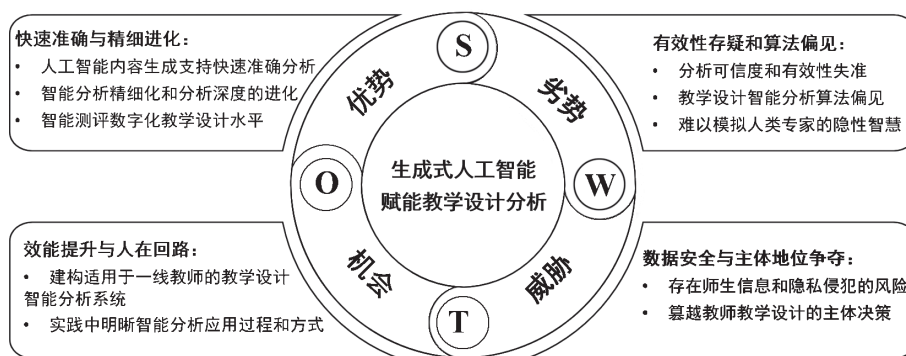 快速准确与精细进化：
• 人工智能内容生成支持快速准确分析
• 智能分析精细化和分析深度的进化
• 智能测评数字化教学设计水平
S
优势
劣势
有效性存疑和算法偏见：
• 分析可信度和有效性失准
• 教学设计智能分析算法偏见
• 难以模拟人类专家的隐性智慧
O
生成式人工智能
赋能教学设计分析
W
效能提升与人在回路：
• 建构适用于一线教师的教学设计
智能分析系统
• 实践中明晰智能分析应用过程和方式
机会
T
威胁
数据安全与主体地位争夺：
• 存在师生信息和隐私侵犯的风险
• 篡越教师教学设计的主体决策